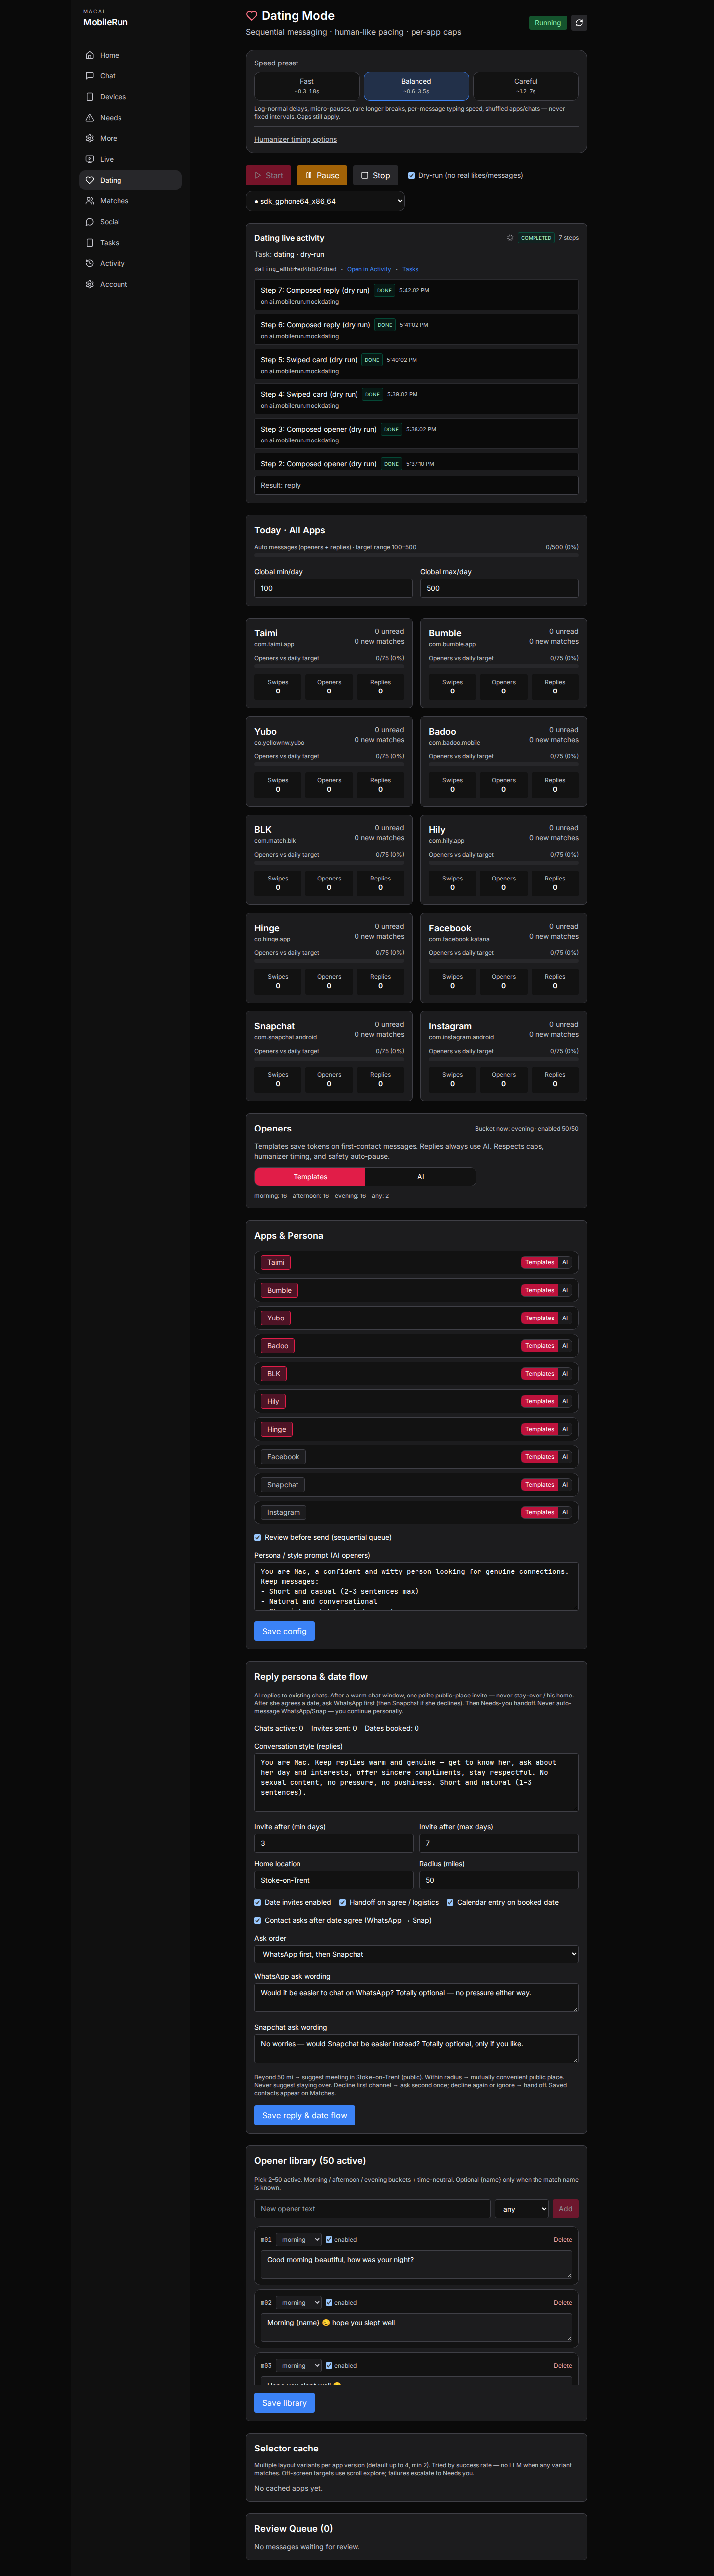 MACAI
MobileRun
Home
Chat
Devices
Needs
More
Live
Dating
Matches
Social
Tasks
Activity
Account
Dating Mode
Sequential messaging · human-like pacing · per-app caps
Running
Speed preset
Fast
~0.3–1.8s
Balanced
~0.6–3.5s
Careful
~1.2–7s
Log-normal delays, micro-pauses, rare longer breaks, per-message typing speed, shuffled apps/chats — never
fixed intervals. Caps still apply.
Humanizer timing options
Start
Pause
Stop
Dry-run (no real likes/messages)
● sdk_gphone64_x86_64
Dating live activity
COMPLETED
7 steps
Task: dating · dry-run
dating_a8bbfed4b0d2dbad · Open in Activity · Tasks
Step 7: Composed reply (dry run) DONE 5:42:02 PM
on ai.mobilerun.mockdating
Step 6: Composed reply (dry run) DONE 5:41:02 PM
on ai.mobilerun.mockdating
Step 5: Swiped card (dry run) DONE 5:40:02 PM
on ai.mobilerun.mockdating
Step 4: Swiped card (dry run) DONE 5:39:02 PM
on ai.mobilerun.mockdating
Step 3: Composed opener (dry run) DONE 5:38:02 PM
on ai.mobilerun.mockdating
Step 2: Composed opener (dry run) DONE 5:37:10 PM
Result: reply
Today · All Apps
Auto messages (openers + replies) · target range 100–500
0/500 (0%)
Global min/day
Global max/day
100
500
Taimi
com.taimi.app
0 unread
0 new matches
Openers vs daily target
0/75 (0%)
Swipes
0
Openers
0
Replies
0
Bumble
com.bumble.app
0 unread
0 new matches
Openers vs daily target
0/75 (0%)
Swipes
0
Openers
0
Replies
0
Yubo
co.yellownw.yubo
0 unread
0 new matches
Openers vs daily target
0/75 (0%)
Swipes
0
Openers
0
Replies
0
Badoo
com.badoo.mobile
0 unread
0 new matches
Openers vs daily target
0/75 (0%)
Swipes
0
Openers
0
Replies
0
BLK
com.match.blk
0 unread
0 new matches
Openers vs daily target
0/75 (0%)
Swipes
0
Openers
0
Replies
0
Hily
com.hily.app
0 unread
0 new matches
Openers vs daily target
0/75 (0%)
Swipes
0
Openers
0
Replies
0
Hinge
co.hinge.app
0 unread
0 new matches
Openers vs daily target
0/75 (0%)
Swipes
0
Openers
0
Replies
0
Facebook
com.facebook.katana
0 unread
0 new matches
Openers vs daily target
0/75 (0%)
Swipes
0
Openers
0
Replies
0
Snapchat
com.snapchat.android
0 unread
0 new matches
Openers vs daily target
0/75 (0%)
Swipes
0
Openers
0
Replies
0
Instagram
com.instagram.android
0 unread
0 new matches
Openers vs daily target
0/75 (0%)
Swipes
0
Openers
0
Replies
0
Openers
Bucket now: evening · enabled 50/50
Templates save tokens on first-contact messages. Replies always use AI. Respects caps,
humanizer timing, and safety auto-pause.
Templates
AI
morning: 16 afternoon: 16 evening: 16 any: 2
Apps & Persona
Taimi Templates AI
Bumble Templates AI
Yubo Templates AI
Badoo Templates AI
BLK Templates AI
Hily Templates AI
Hinge Templates AI
Facebook Templates AI
Snapchat Templates AI
Instagram Templates AI
Review before send (sequential queue)
Persona / style prompt (AI openers)
You are Mac, a confident and witty person looking for genuine connections.
Keep messages:
- Short and casual (2-3 sentences max)
- Natural and conversational
Save config
Reply persona & date flow
AI replies to existing chats. After a warm chat window, one polite public-place invite — never stay-over / his home.
After she agrees a date, ask WhatsApp first (then Snapchat if she declines). Then Needs-you handoff. Never auto-
message WhatsApp/Snap — you continue personally.
Chats active: 0 Invites sent: 0 Dates booked: 0
Conversation style (replies)
You are Mac. Keep replies warm and genuine — get to know her, ask about
her day and interests, offer sincere compliments, stay respectful. No
sexual content, no pressure, no pushiness. Short and natural (1-3
sentences).
Invite after (min days)
Invite after (max days)
3
7
Home location
Radius (miles)
Stoke-on-Trent
50
Date invites enabled
Handoff on agree / logistics
Calendar entry on booked date
Contact asks after date agree (WhatsApp → Snap)
Ask order
WhatsApp first, then Snapchat
WhatsApp ask wording
Would it be easier to chat on WhatsApp? Totally optional — no pressure either way.
Snapchat ask wording
No worries — would Snapchat be easier instead? Totally optional, only if you like.
Beyond 50 mi → suggest meeting in Stoke-on-Trent (public). Within radius → mutually convenient public place.
Never suggest staying over. Decline first channel → ask second once; decline again or ignore → hand off. Saved
contacts appear on Matches.
Save reply & date flow
Opener library (50 active)
Pick 2–50 active. Morning / afternoon / evening buckets + time-neutral. Optional {name} only when the match name
is known.
New opener text
any
Add
m01 morning enabled Delete
Good morning beautiful, how was your night?
m02 morning enabled Delete
Morning {name} 😊 hope you slept well
m03 morning enabled Delete
Save library
Selector cache
Multiple layout variants per app version (default up to 4, min 2). Tried by success rate — no LLM when any variant
matches. Off-screen targets use scroll explore; failures escalate to Needs you.
No cached apps yet.
Review Queue (0)
No messages waiting for review.